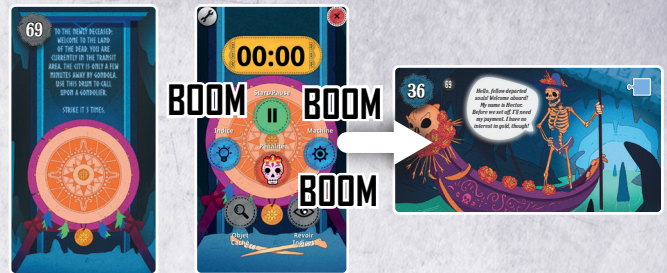 69
TO THE NEWLY DECEASED:
WELCOME TO THE LAND
OF THE DEAD. YOU ARE
CURRENTLY IN THE TRANSIT
AREA. THE CITY IS ONLY A FEW
MINUTES AWAY BY GONDOLA.
USE THIS DRUM TO CALL
UPON A GONDOLIER.
STRIKE IT 3 TIMES.
00:00
Start/Pause
Indice
Machine
Pénalité
Objet
Caché
Revoir
Indices
BOOM
BOOM
BOOM
36
69
Hello, fellow departed
souls! Welcome aboard!
My name is Hector.
Before we set off, I'll need
my payment. I have no
interest in gold, though!